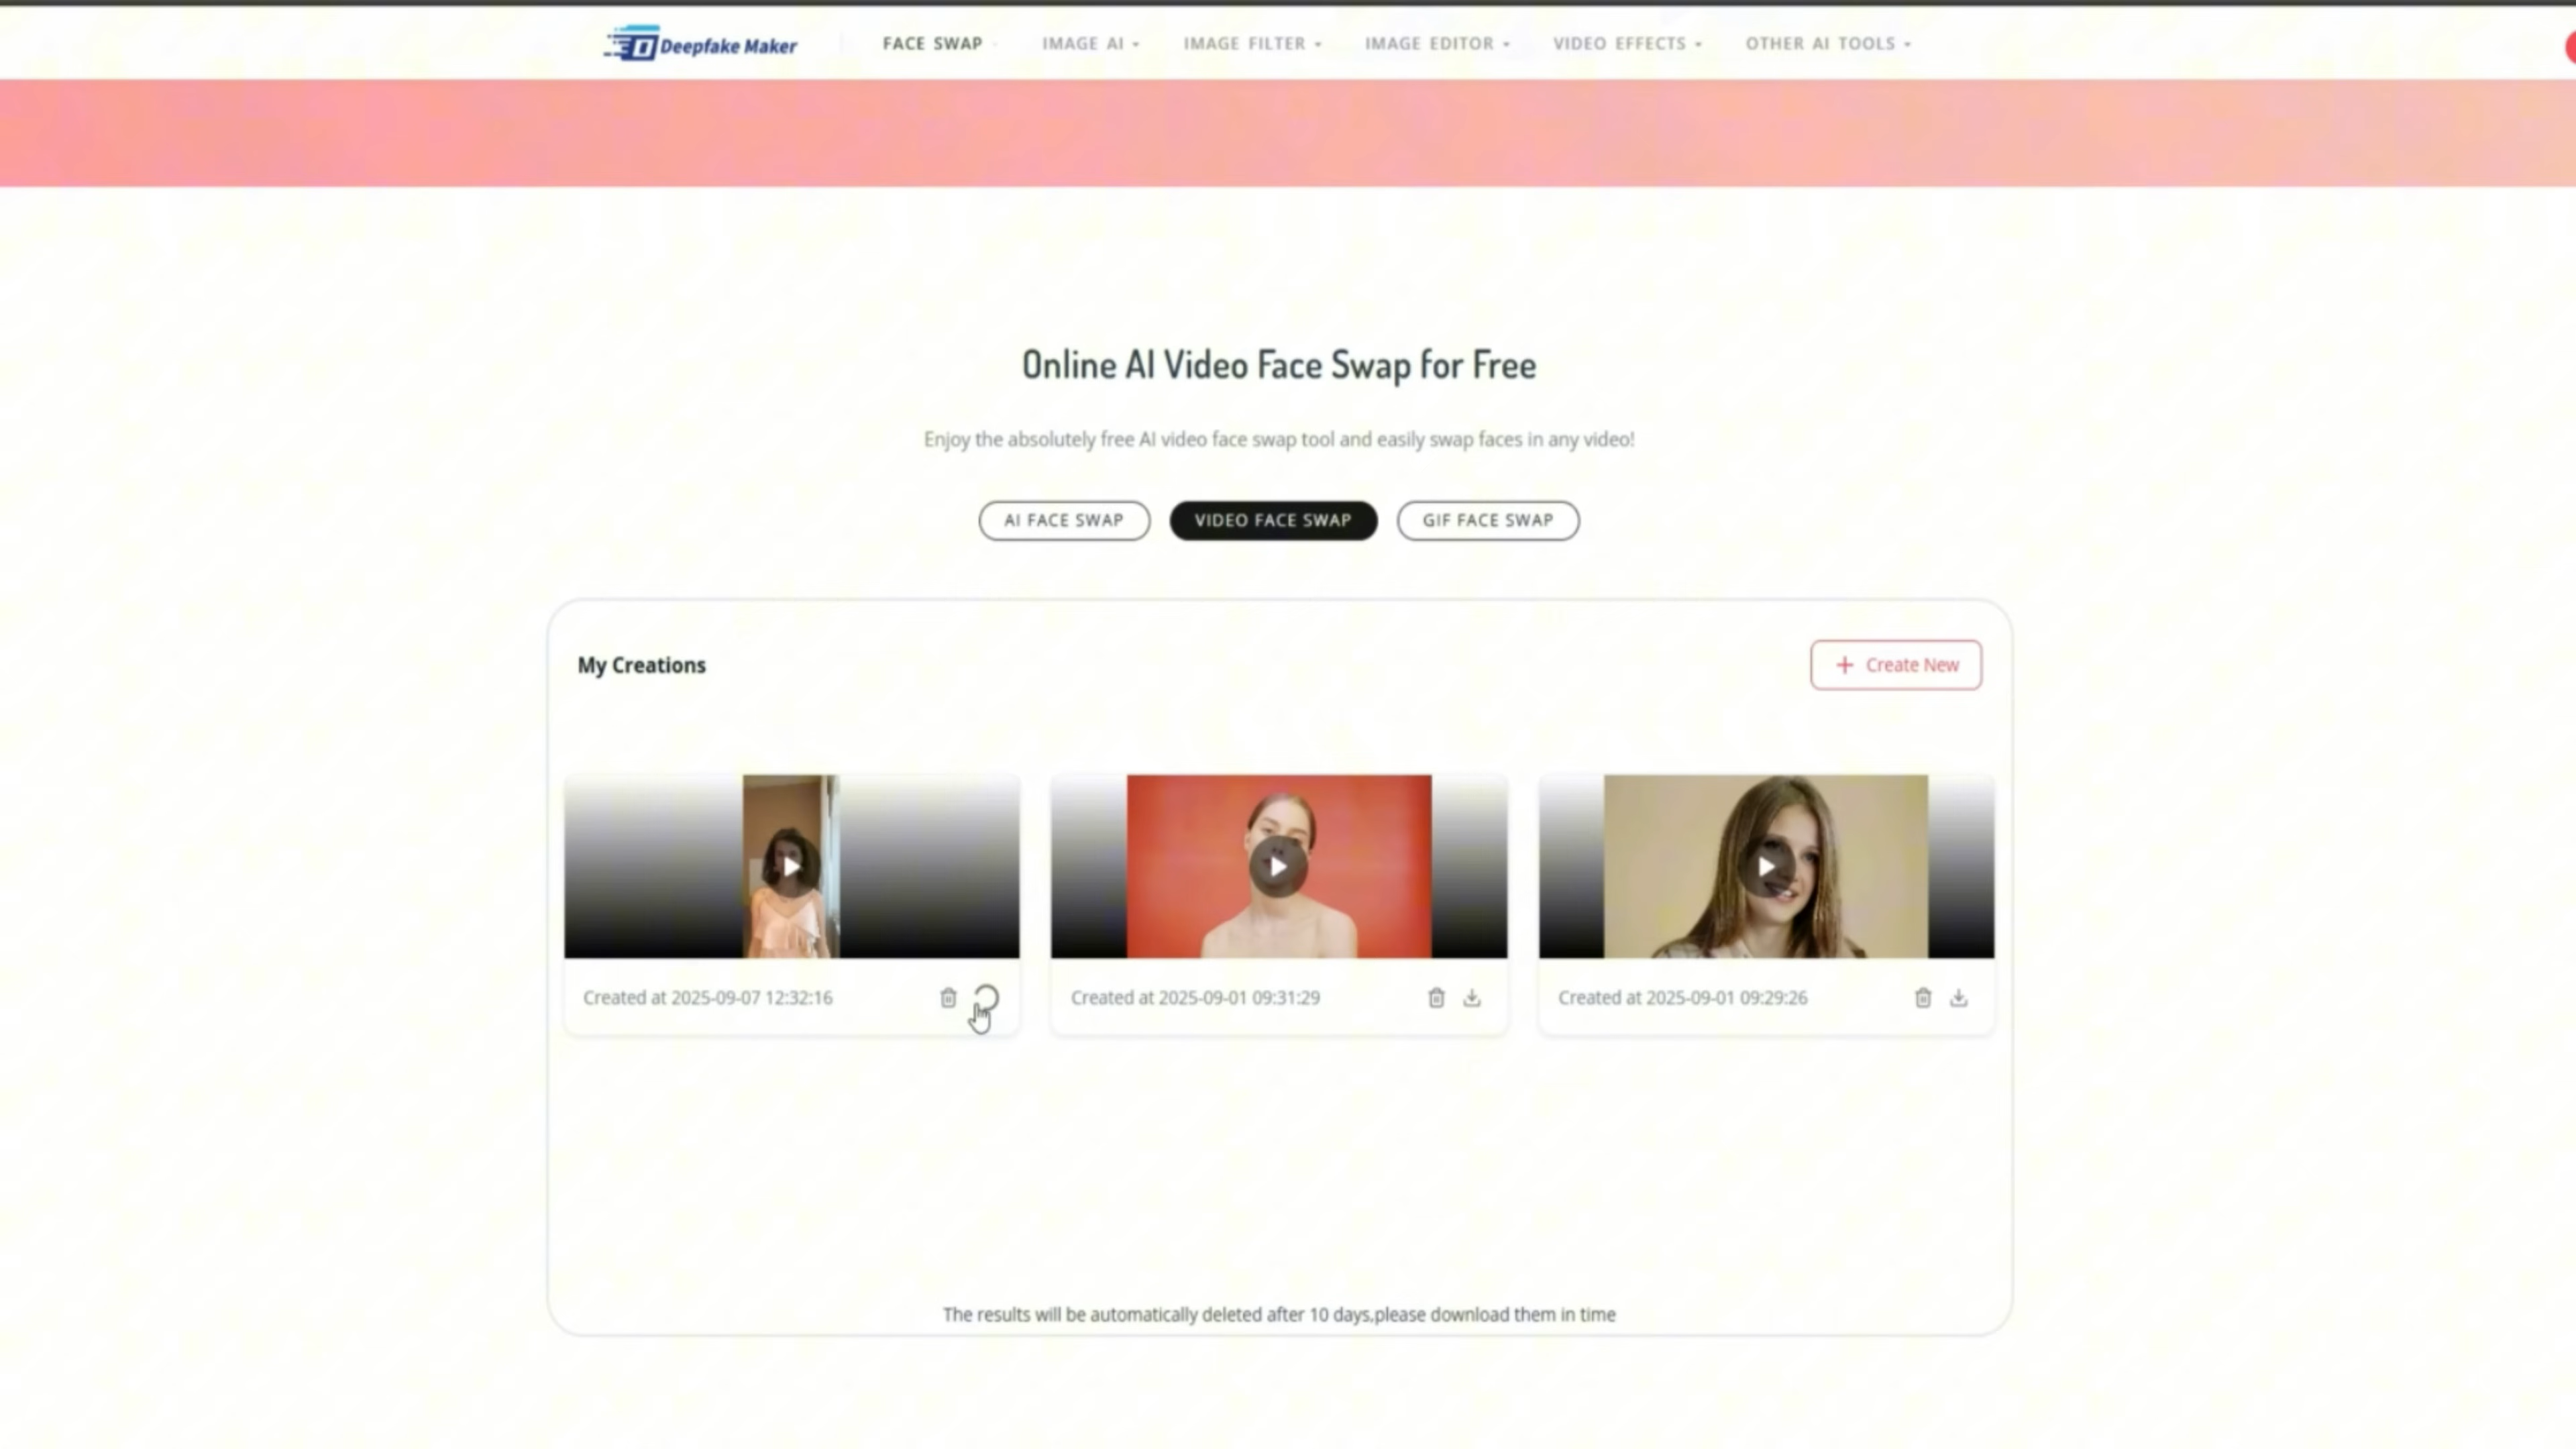 Deepfake Maker
FACE SWAP IMAGE AI IMAGE FILTER IMAGE EDITOR VIDEO EFFECTS OTHER AI TOOLS
Online AI Video Face Swap for Free
Enjoy the absolutely free AI video face swap tool and easily swap faces in any video!
AI FACE SWAP VIDEO FACE SWAP GIF FACE SWAP
My Creations
+ Create New
Created at 2025-09-07 12:32:16
Created at 2025-09-01 09:31:29
Created at 2025-09-01 09:29:26
The results will be automatically deleted after 10 days,please download them in time